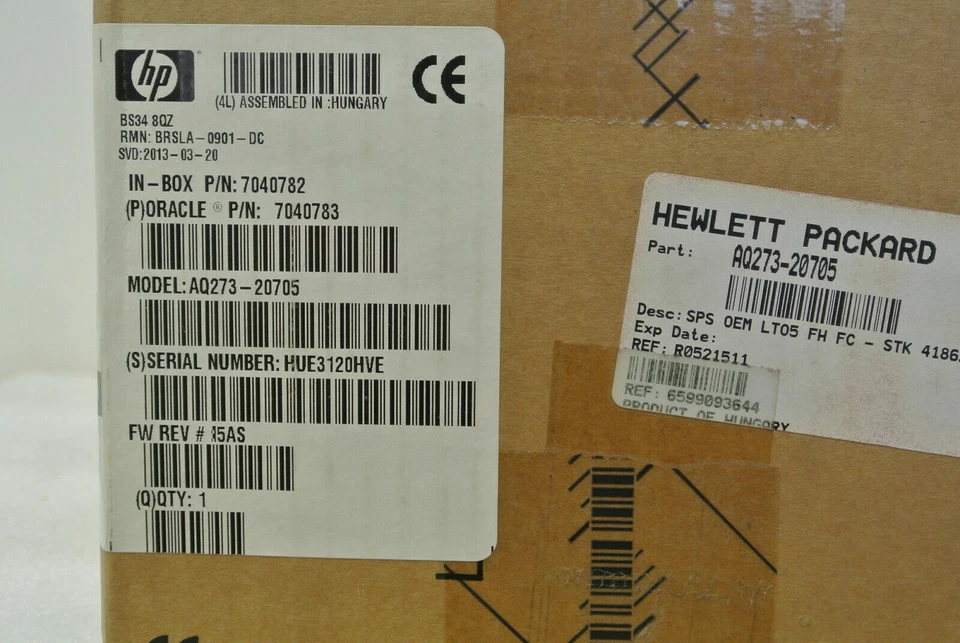 hp
(4L) ASSEMBLED IN :HUNGARY
CE
BS34 8QZ
RMN: BRSLA-0901-DC
SVD:2013-03-20
IN-BOX P/N: 7040782
(P)ORACLE ® P/N: 7040783
MODEL: AQ273-20705
(S)SERIAL NUMBER: HUE3120HVE
FW REV # I5AS
(Q)QTY: 1
HEWLETT PACKARD
Part: AQ273-20705
Desc: SPS OEM LTO5 FH FC - STK 4186
Exp Date:
REF: R0521511
REF: 6599093644
PRODUCT OF HUNGARY